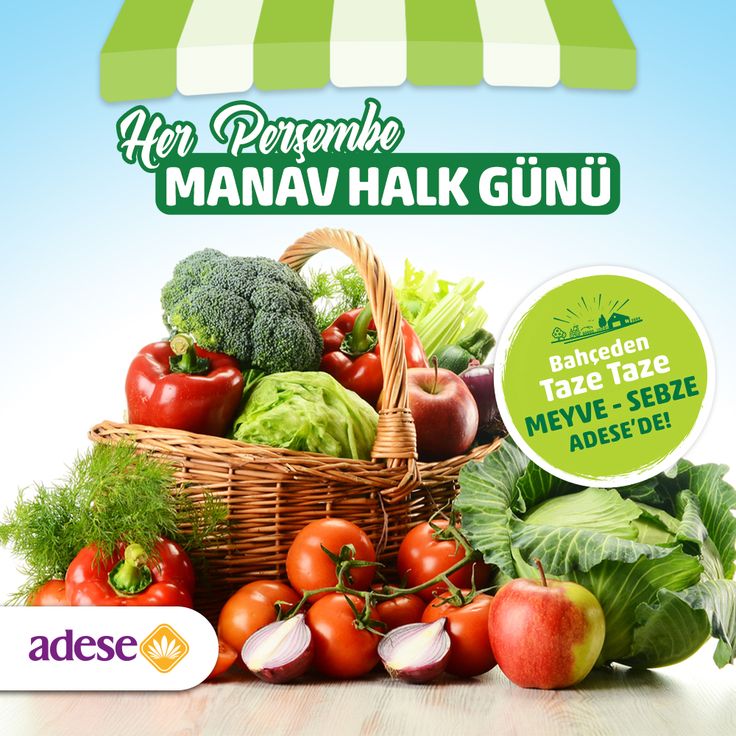 Her Perşembe
MANAV HALK GÜNÜ
Bahçeden
Taze Taze
MEYVE - SEBZE
ADESE'DE!
adese